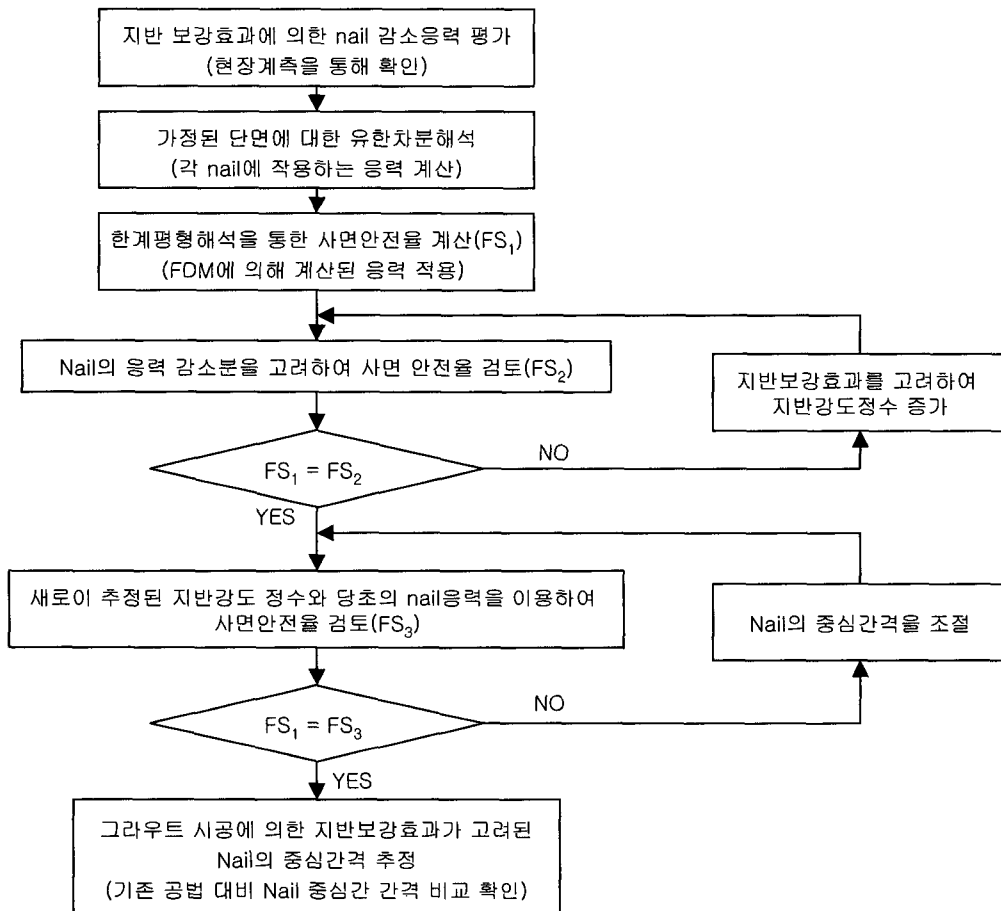 지반 보강효과에 의한 nail 감소응력 평가
(현장계측을 통해 확인)
가정된 단면에 대한 유한차분해석
(각 nail에 작용하는 응력 계산)
한계평형해석을 통한 사면안전율 계산(FS₁)
(FDM에 의해 계산된 응력 적용)
Nail의 응력 감소분을 고려하여 사면 안전율 검토(FS₂)
지반보강효과를 고려하여
지반강도정수 증가
FS₁ = FS₂
NO
YES
새로이 추정된 지반강도 정수와 당초의 nail응력을 이용하여
사면안전율 검토(FS₃)
Nail의 중심간격을 조절
FS₁ = FS₃
NO
YES
그라우트 시공에 의한 지반보강효과가 고려된
Nail의 중심간격 추정
(기존 공법 대비 Nail 중심간 간격 비교 확인)